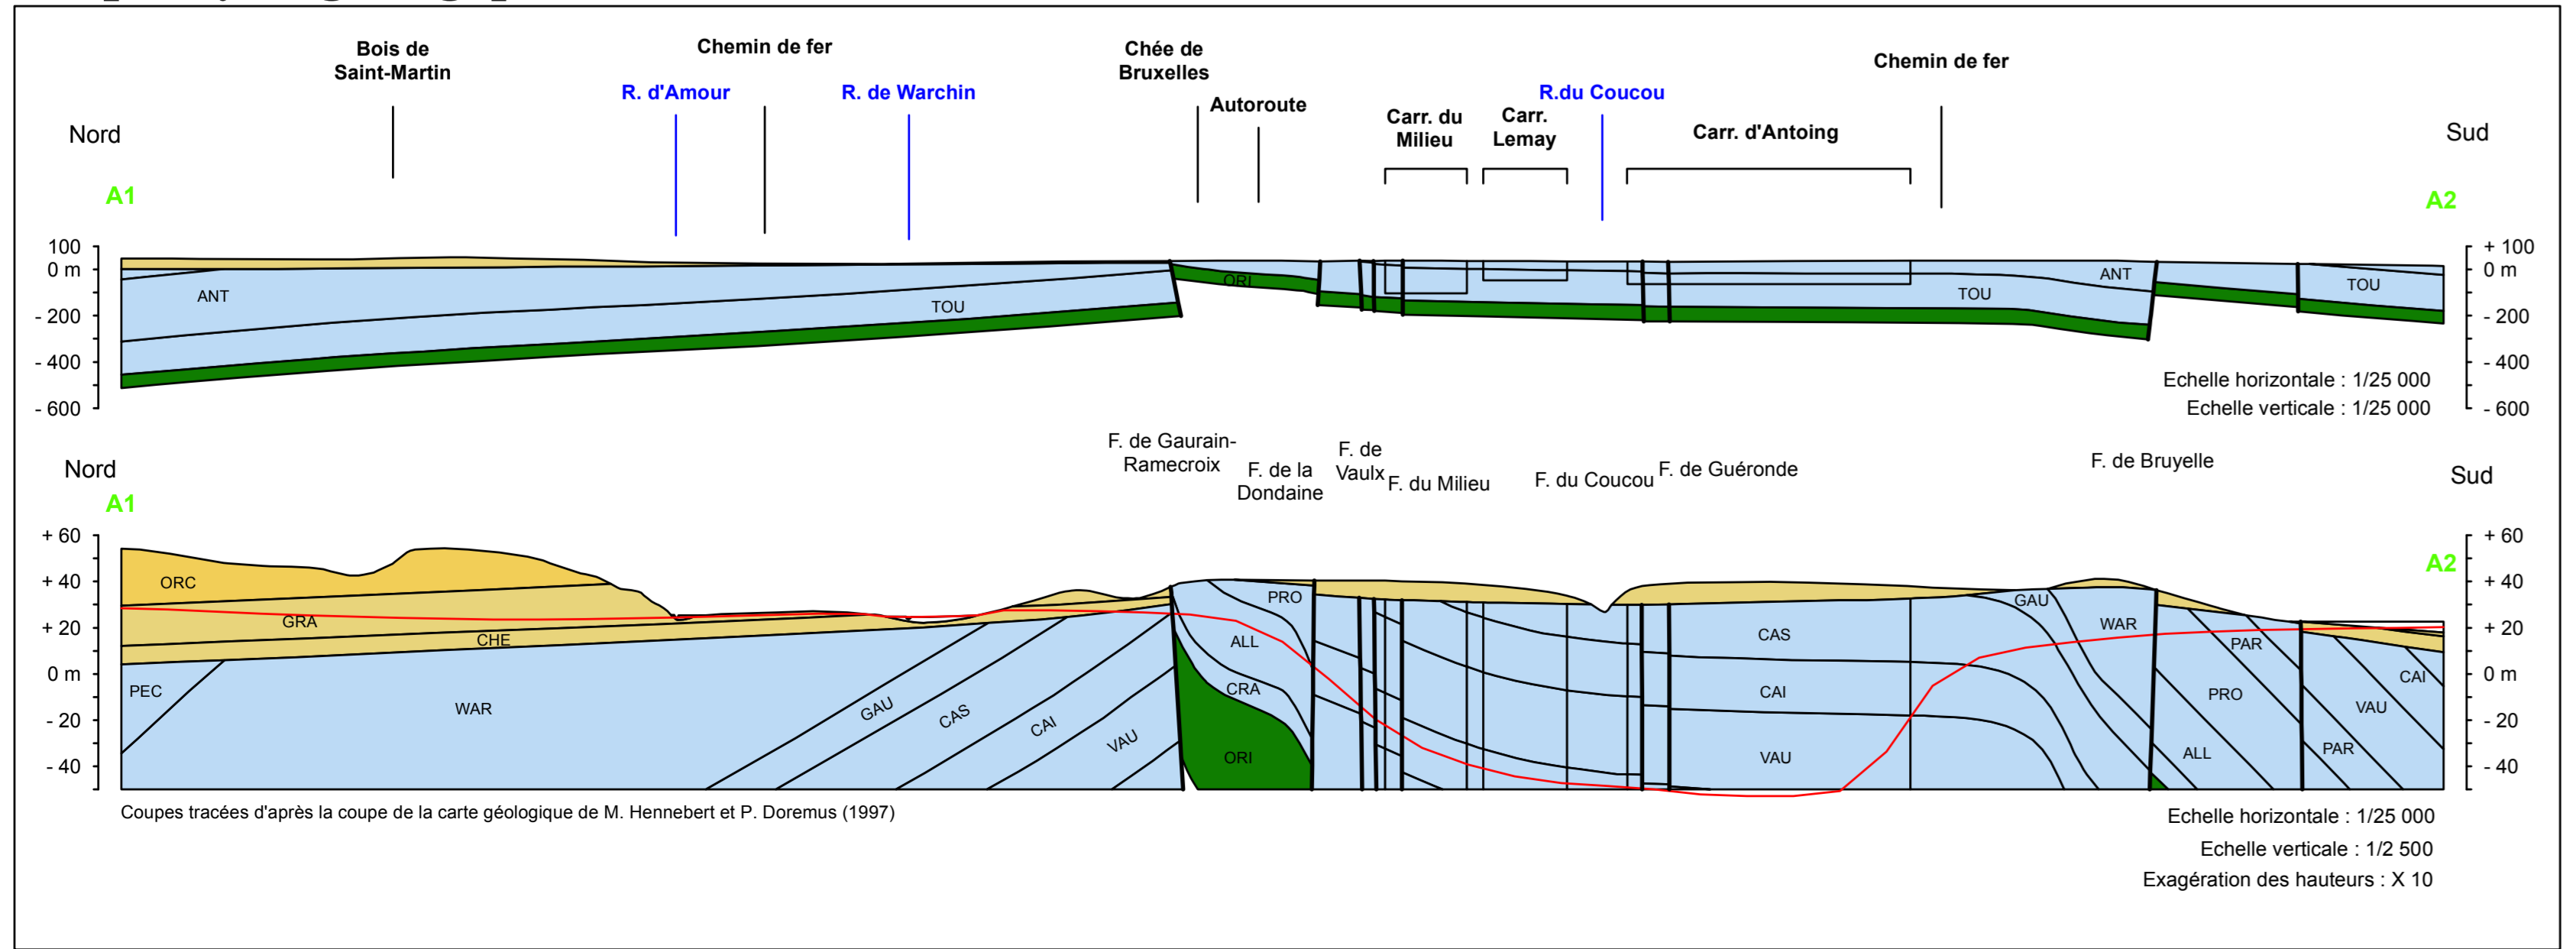 Bois de
Saint-Martin
Chemin de fer
R. d'Amour
R. de Warchin
Chée de
Bruxelles
Autoroute
Carr. du
Milieu
Carr.
Lemay
R.du Coucou
Carr. d'Antoing
Chemin de fer
Nord
Sud
A1
A2
100
0 m
- 200
- 400
- 600
ANT
TOU
ORI
TOU
ANT
TOU
+ 100
0 m
- 200
- 400
- 600
Echelle horizontale : 1/25 000
Echelle verticale : 1/25 000
F. de Gaurain-
Ramecroix
F. de la
Dondaine
F. de
Vaulx
F. du Milieu
F. du Coucou
F. de Guéronde
F. de Bruyelle
Nord
Sud
A1
A2
+ 60
+ 40
+ 20
0 m
- 20
- 40
ORC
GRA
CHE
PEC
WAR
GAU
CAS
CAI
VAU
PRO
ALL
CRA
ORI
CAS
CAI
VAU
GAU
WAR
PAR
PRO
ALL
CAI
VAU
PAR
+ 60
+ 40
+ 20
0 m
- 20
- 40
Coupes tracées d'après la coupe de la carte géologique de M. Hennebert et P. Doremus (1997)
Echelle horizontale : 1/25 000
Echelle verticale : 1/2 500
Exagération des hauteurs : X 10